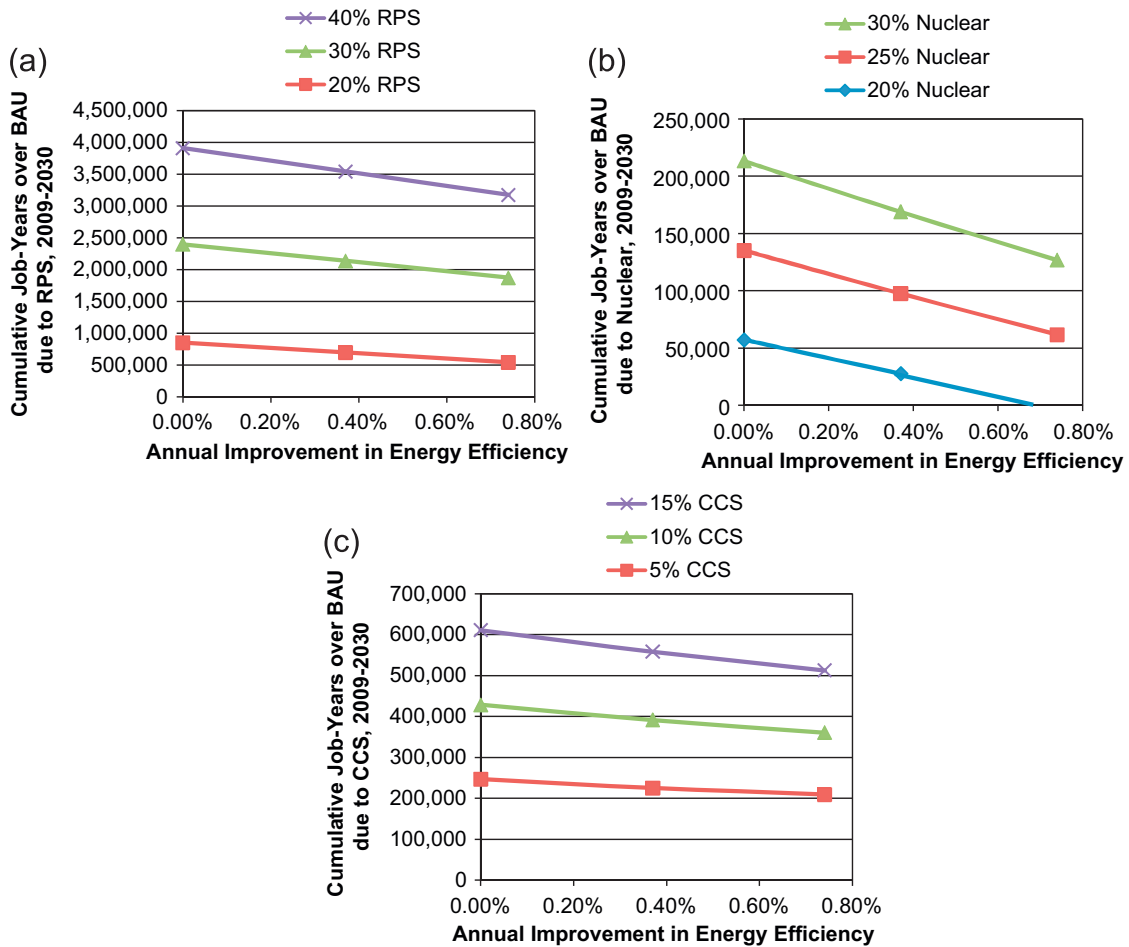 (a)
40% RPS
30% RPS
20% RPS
Cumulative Job-Years over BAU
due to RPS, 2009-2030
4,500,000
4,000,000
3,500,000
3,000,000
2,500,000
2,000,000
1,500,000
1,000,000
500,000
0
0.00% 0.20% 0.40% 0.60% 0.80%
Annual Improvement in Energy Efficiency
(b)
30% Nuclear
25% Nuclear
20% Nuclear
Cumulative Job-Years over BAU
due to Nuclear, 2009-2030
250,000
200,000
150,000
100,000
50,000
0
0.00% 0.20% 0.40% 0.60% 0.80%
Annual Improvement in Energy Efficiency
(c)
15% CCS
10% CCS
5% CCS
Cumulative Job-Years over BAU
due to CCS, 2009-2030
700,000
600,000
500,000
400,000
300,000
200,000
100,000
0
0.00% 0.20% 0.40% 0.60% 0.80%
Annual Improvement in Energy Efficiency